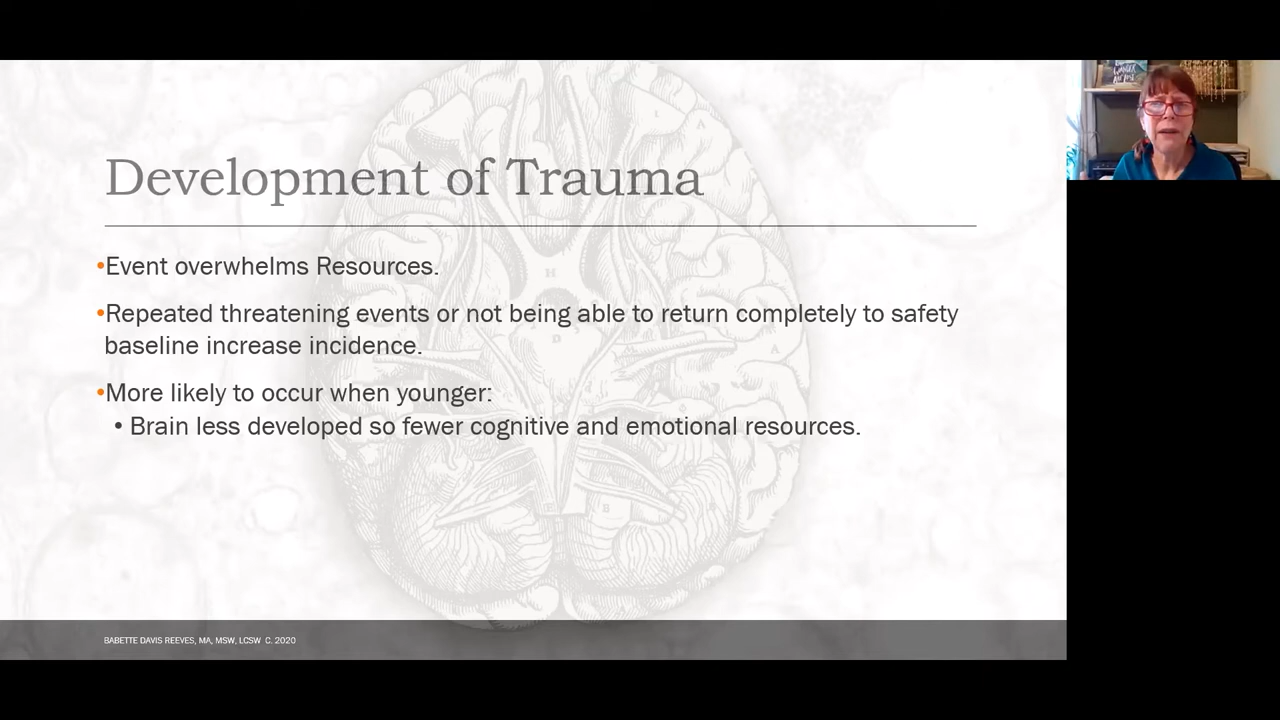 Development of Trauma
•Event overwhelms Resources.
•Repeated threatening events or not being able to return completely to safety
baseline increase incidence.
•More likely to occur when younger:
• Brain less developed so fewer cognitive and emotional resources.
BABETTE DAVIS REEVES, MA, MSW, LCSW C. 2020
H
D
I
A
A